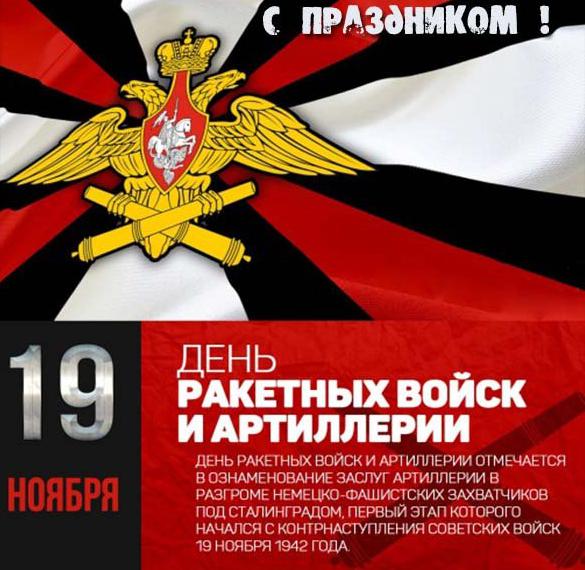 С ПРАЗДНИКОМ !
19
НОЯБРЯ
ДЕНЬ
РАКЕТНЫХ ВОЙСК
И АРТИЛЛЕРИИ
ДЕНЬ РАКЕТНЫХ ВОЙСК И АРТИЛЛЕРИИ ОТМЕЧАЕТСЯ
В ОЗНАМЕНОВАНИЕ ЗАСЛУГ АРТИЛЛЕРИИ В
РАЗГРОМЕ НЕМЕЦКО-ФАШИСТСКИХ ЗАХВАТЧИКОВ
ПОД СТАЛИНГРАДОМ, ПЕРВЫЙ ЭТАП КОТОРОГО
НАЧАЛСЯ С КОНТРНАСТУПЛЕНИЯ СОВЕТСКИХ ВОЙСК
19 НОЯБРЯ 1942 ГОДА.